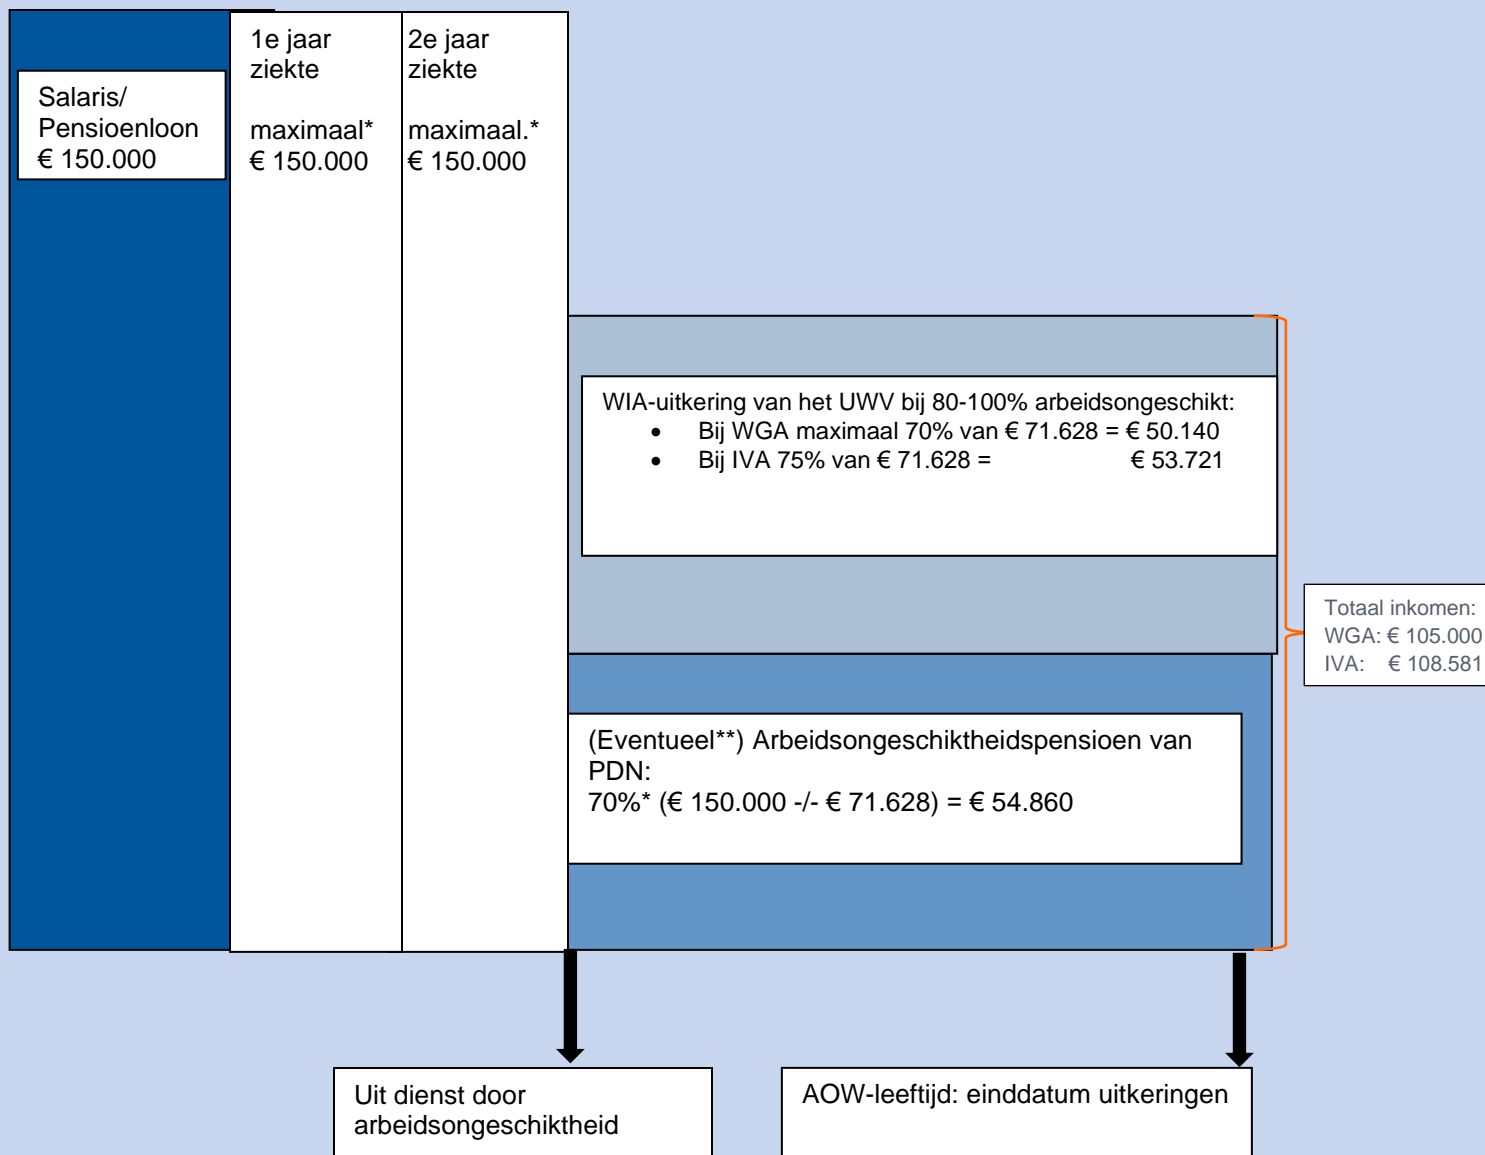 Salaris/
Pensioenloon
€ 150.000
1e jaar
ziekte
maximaal*
€ 150.000
2e jaar
ziekte
maximaal.*
€ 150.000
WIA-uitkering van het UWV bij 80-100% arbeidsongeschikt:
• Bij WGA maximaal 70% van € 71.628 = € 50.140
• Bij IVA 75% van € 71.628 = € 53.721
Totaal inkomen:
WGA: € 105.000
IVA: € 108.581
(Eventueel**) Arbeidsongeschiktheidspensioen van
PDN:
70%* (€ 150.000 -/- € 71.628) = € 54.860
Uit dienst door
arbeidsongeschiktheid
AOW-leeftijd: einddatum uitkeringen